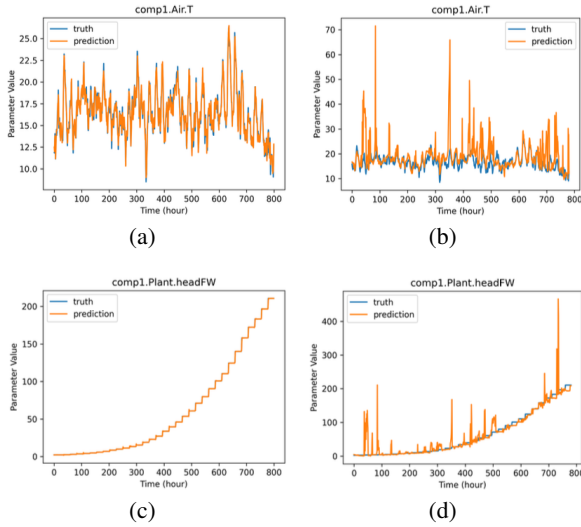 comp1.Air.T
truth
prediction
Parameter Value
25.0
22.5
20.0
17.5
15.0
12.5
10.0
0 100 200 300 400 500 600 700 800
Time (hour)
(a)
comp1.Air.T
truth
prediction
Parameter Value
70
60
50
40
30
20
10
0 100 200 300 400 500 600 700 800
Time (hour)
(b)
comp1.Plant.headFW
truth
prediction
Parameter Value
200
150
100
50
0
0 100 200 300 400 500 600 700 800
Time (hour)
(c)
comp1.Plant.headFW
truth
prediction
Parameter Value
400
300
200
100
0
0 100 200 300 400 500 600 700 800
Time (hour)
(d)